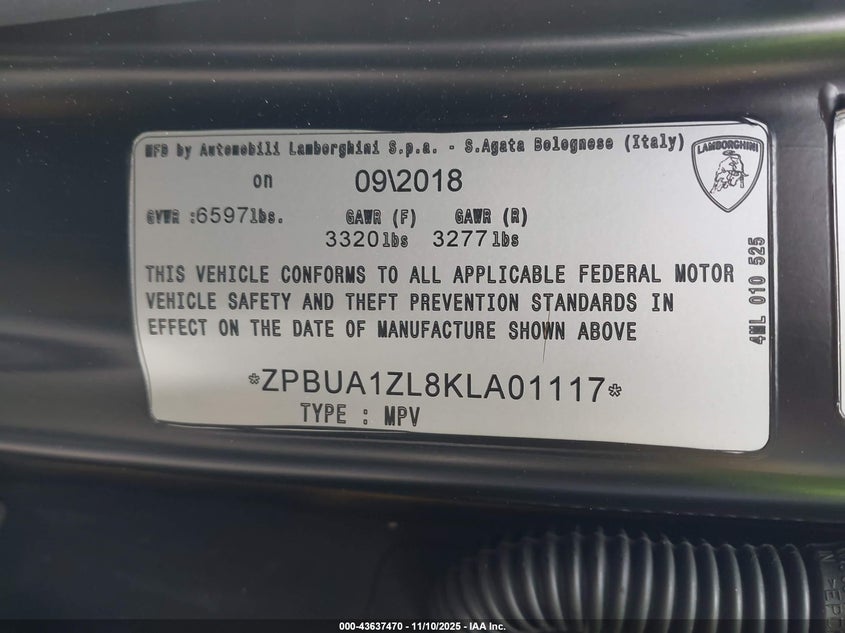 MFD by Automobili Lamborghini S.p.a. - S.Agata Bolognese (Italy)
on 09\2018
GVWR :6597lbs. GAWR (F) GAWR (R)
3320lbs 3277lbs
THIS VEHICLE CONFORMS TO ALL APPLICABLE FEDERAL MOTOR
VEHICLE SAFETY AND THEFT PREVENTION STANDARDS IN
EFFECT ON THE DATE OF MANUFACTURE SHOWN ABOVE
*ZPBUA1ZL8KLA01117*
TYPE : MPV
LAMBORGHINI
4ML 010 525
000-43637470 — 11/10/2025 — IAA Inc.